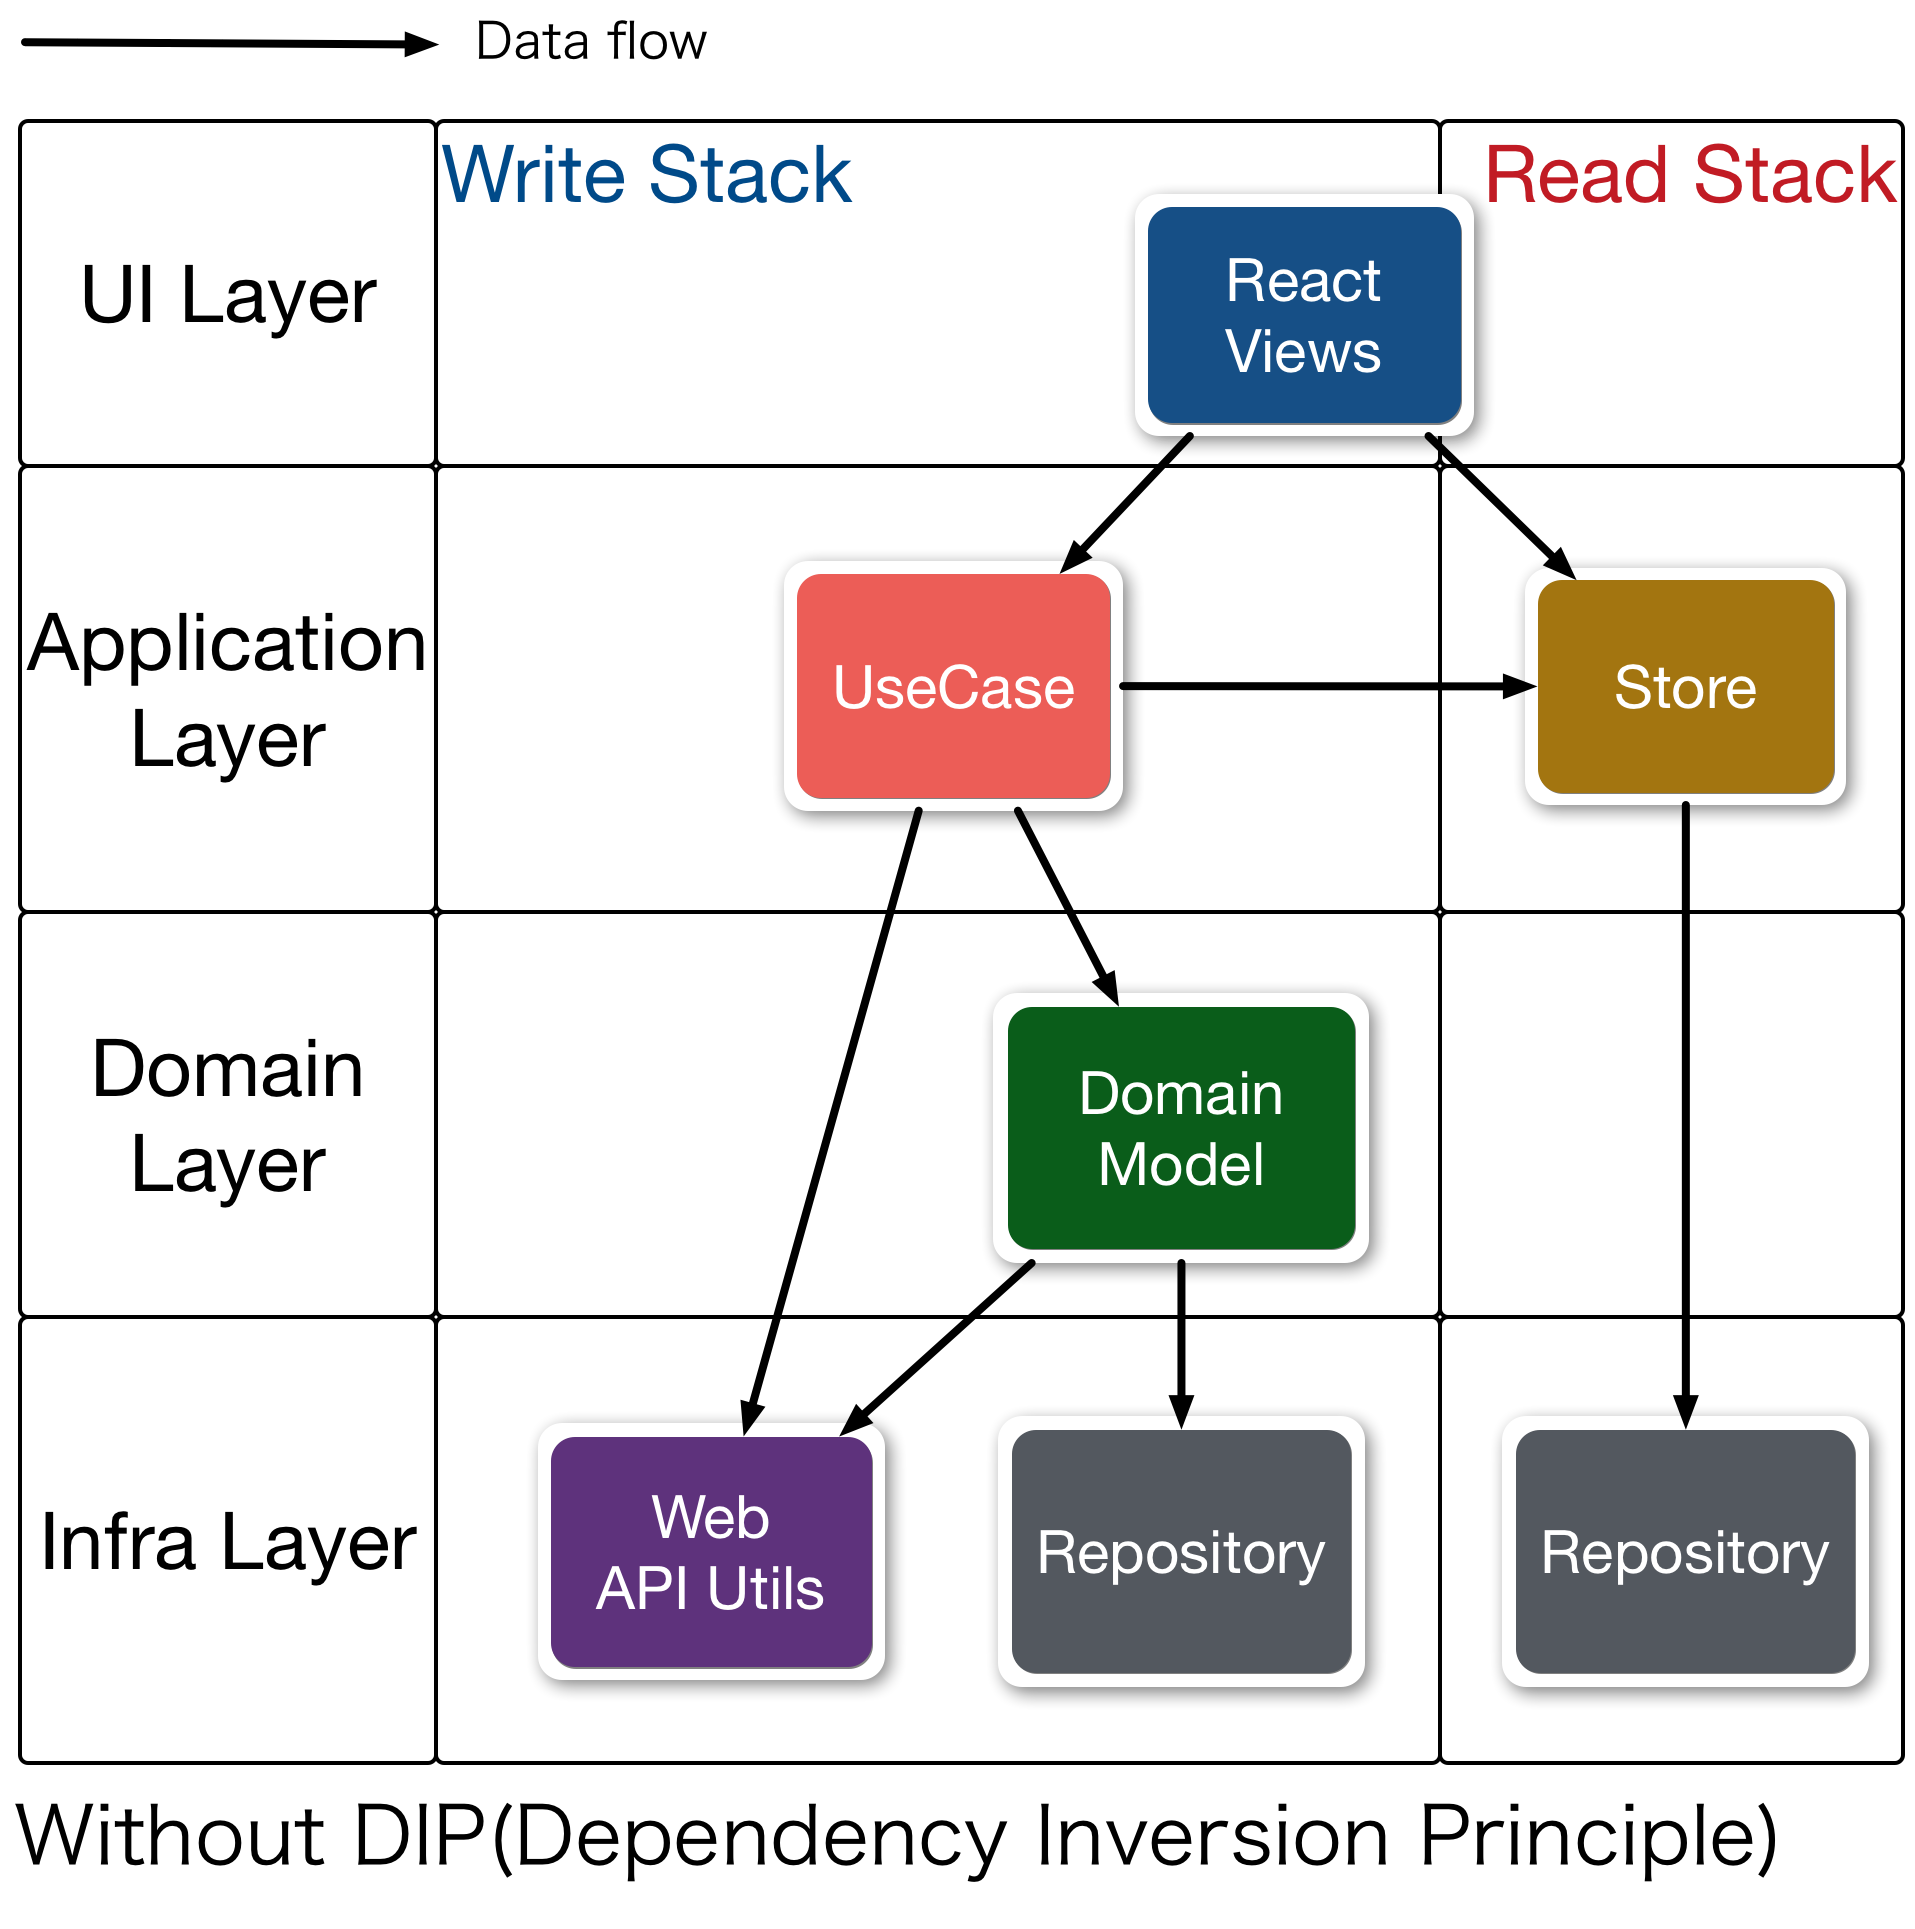 Data flow
Write Stack
Read Stack
UI Layer
React
Views
Application
Layer
UseCase
Store
Domain
Layer
Domain
Model
Infra Layer
Web
API Utils
Repository
Repository
Without DIP(Dependency Inversion Principle)